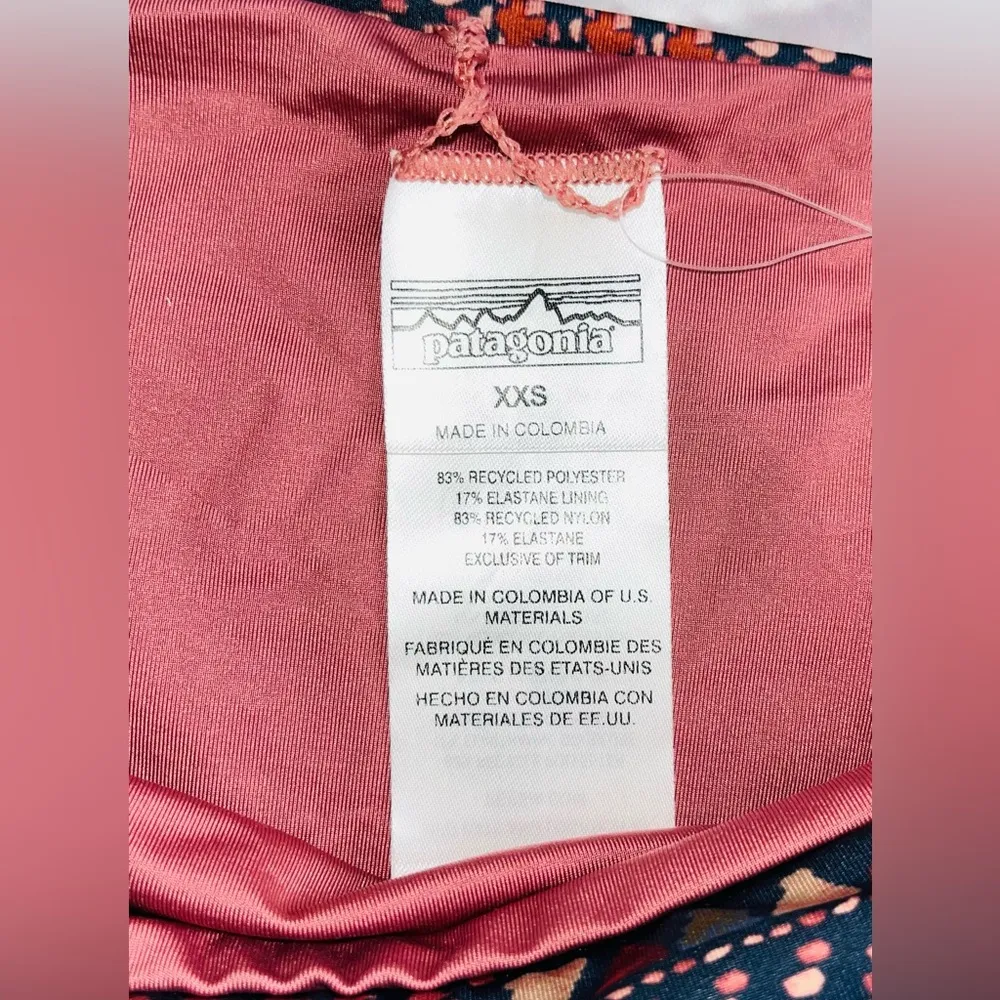 patagonia
XXS
MADE IN COLOMBIA
83% RECYCLED POLYESTER
17% ELASTANE LINING
83% RECYCLED NYLON
17% ELASTANE
EXCLUSIVE OF TRIM
MADE IN COLOMBIA OF U.S.
MATERIALS
FABRIQUÉ EN COLOMBIE DES
MATIÈRES DES ETATS-UNIS
HECHO EN COLOMBIA CON
MATERIALES DE EE.UU.